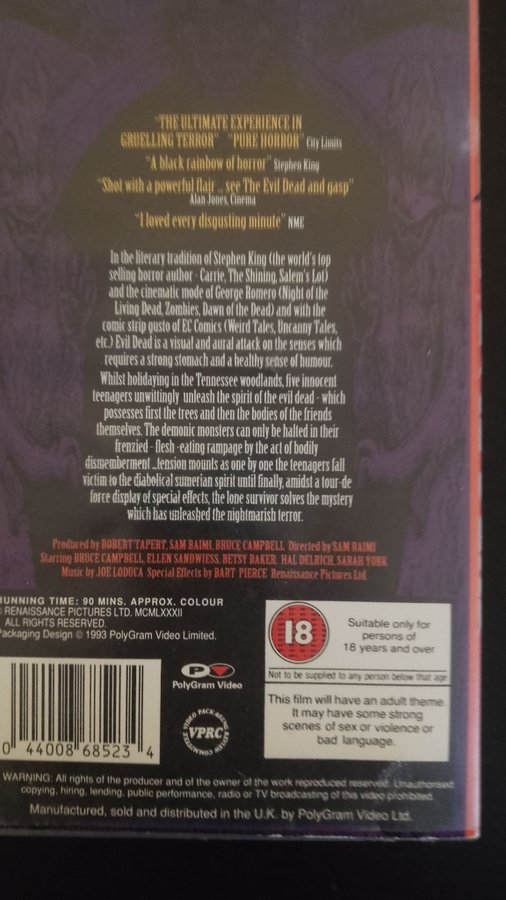 "THE ULTIMATE EXPERIENCE IN
GRUELLING TERROR" "PURE HORROR" City Limits
"A black rainbow of horror" Stephen King
"Shot with a powerful flair ... see The Evil Dead and gasp"
Alan Jones, Cinema
"I loved every disgusting minute" NME
In the literary tradition of Stephen King (the world's top
selling horror author - Carrie, The Shining, Salem's Lot)
and the cinematic mode of George Romero (Night of the
Living Dead, Zombies, Dawn of the Dead) and with the
comic strip gusto of EC Comics (Weird Tales, Uncanny Tales,
etc.) Evil Dead is a visual and aural attack on the senses which
requires a strong stomach and a healthy sense of humour.
Whilst holidaying in the Tennessee woodlands, five innocent
teenagers unwittingly unleash the spirit of the evil dead - which
possesses first the trees and then the bodies of the friends
themselves. The demonic monsters can only be halted in their
frenzied - flesh -eating rampage by the act of bodily
dismemberment ...tension mounts as one by one the teenagers fall
victim to the diabolical sumerian spirit until finally, amidst a tour-de
force display of special effects, the lone survivor solves the mystery
which has unleashed the nightmarish terror.
Produced by ROBERT TAPERT, SAM RAIMI, BRUCE CAMPBELL Directed by SAM RAIMI
Starring BRUCE CAMPBELL, ELLEN SANDWIESS, BETSY BAKER, HAL DELRICH, SARAH YORK
Music by JOE LODUCA Special Effects by BART PIERCE Renaissance Pictures Ltd.
RUNNING TIME: 90 MINS. APPROX. COLOUR
RENAISSANCE PICTURES LTD. MCMLXXXII
ALL RIGHTS RESERVED.
Packaging Design © 1993 PolyGram Video Limited.
0 44008 68523 4
PolyGram Video
VIDEO PACKAGING REVIEW COMMITTEE
VPRC
18
Suitable only for
persons of
18 years and over
Not to be supplied to any person below that age
This film will have an adult theme.
It may have some strong
scenes of sex or violence or
bad language.
WARNING: All rights of the producer and of the owner of the work reproduced reserved. Unauthorised
copying, hiring, lending, public performance, radio or TV broadcasting of this video prohibited.
Manufactured, sold and distributed in the U.K. by PolyGram Video Ltd.